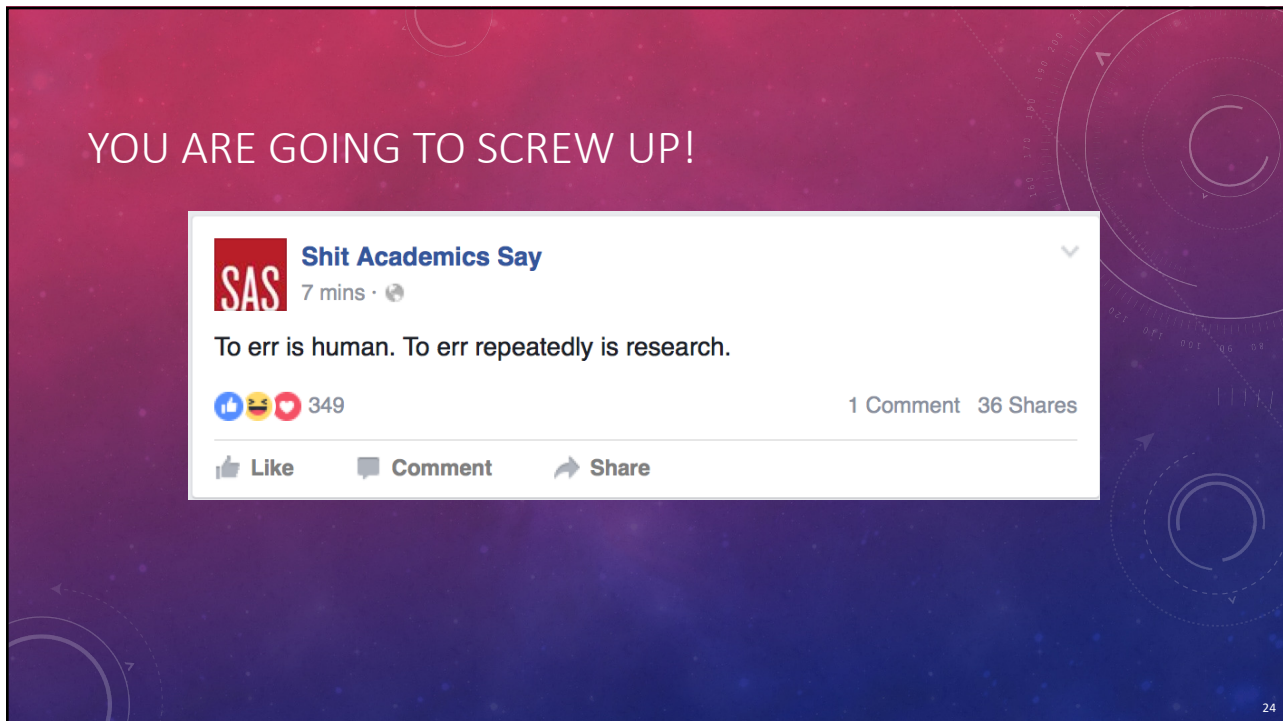 YOU ARE GOING TO SCREW UP!
SAS
Shit Academics Say
7 mins ·
To err is human. To err repeatedly is research.
349
1 Comment 36 Shares
Like Comment Share
24